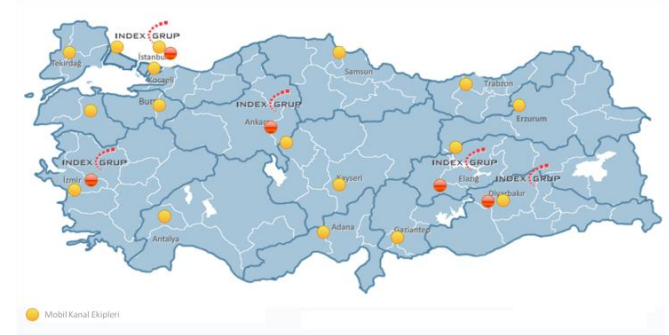 INDEX GRUP
Tekirdağ
İstanbul
Kocaeli
Samsun
Trabzon
INDEX GRUP
Ankara
Erzurum
INDEX GRUP
INDEX GRUP
İzmir
Kayseri
Elazığ
INDEX GRUP
Diyarbakır
Antalya
Adana
Gaziantep
Mobil Kanal Ekipleri